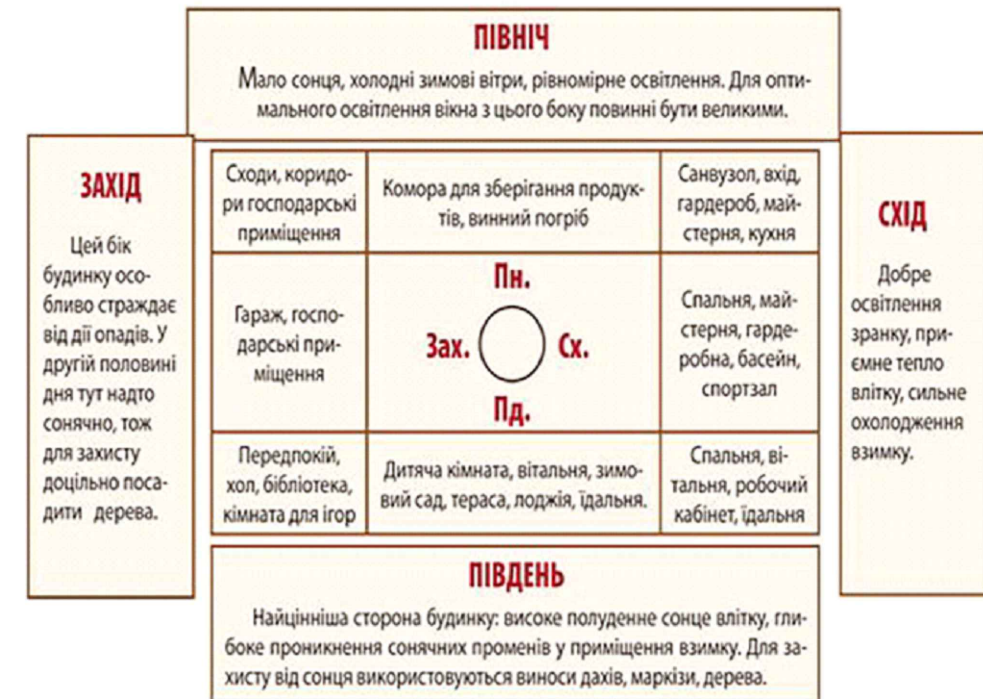 ПІВНІЧ
Мало сонця, холодні зимові вітри, рівномірне освітлення. Для опти-
мального освітлення вікна з цього боку повинні бути великими.
ЗАХІД
Цей бік
будинку осо-
бливо страждає
від дії опадів. У
другій половині
дня тут надто
сонячно, тож
для захисту
доцільно поса-
дити дерева.
Сходи, коридо-
ри господарські
приміщення
Комора для зберігання продук-
тів, винний погріб
Санвузол, вхід,
гардероб, май-
стерня, кухня
Гараж, госпо-
дарські при-
міщення
Пн.
Зах.
Сх.
Пд.
Спальня, май-
стерня, гарде-
робна, басейн,
спортзал
Передпокій,
хол, бібліотека,
кімната для ігор
Дитяча кімната, вітальня, зимо-
вий сад, тераса, лоджія, їдальня.
Спальня, ві-
тальня, робочий
кабінет, їдальня
СХІД
Добре
освітлення
зранку, при-
ємне тепло
влітку, сильне
охолодження
взимку.
ПІВДЕНЬ
Найцінніша сторона будинку: високе полуденне сонце влітку, гли-
боке проникнення сонячних променів у приміщення взимку. Для за-
хисту від сонця використовуються виноси дахів, маркізи, дерева.